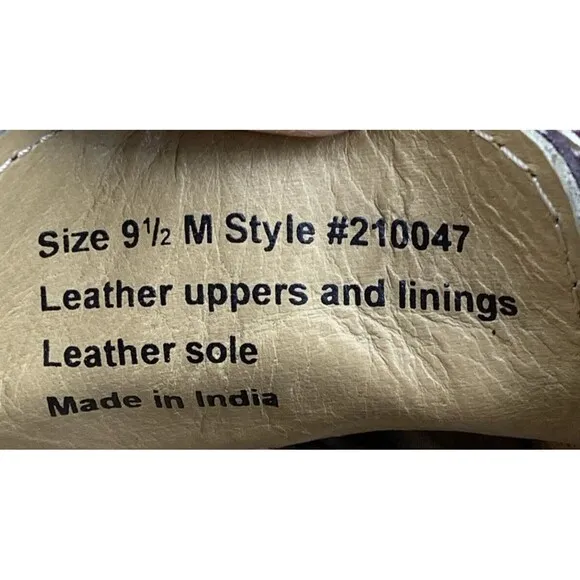 Size 9½ M Style #210047
Leather uppers and linings
Leather sole
Made in India